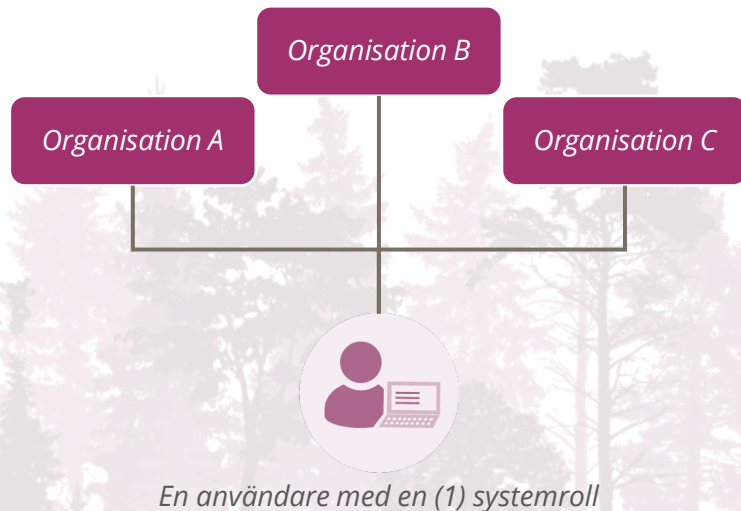 Organisation B
Organisation A
Organisation C
En användare med en (1) systemroll